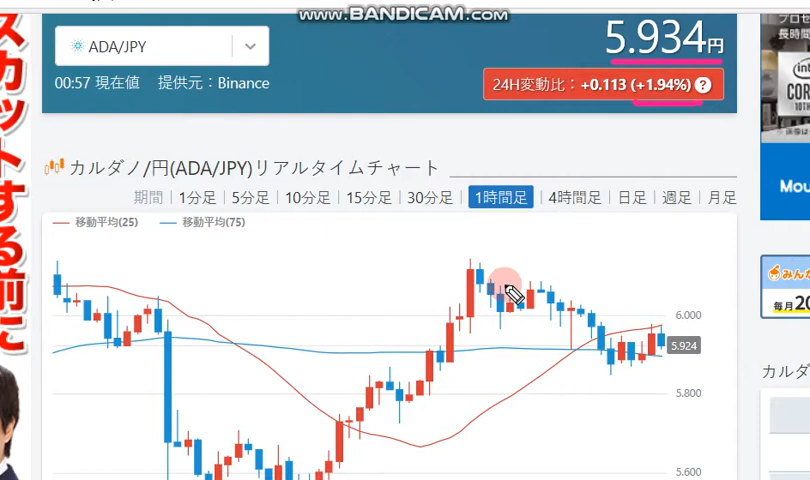 www.BANDICAM.com
スカットする前に
ADA/JPY
5.934円
00:57 現在値 提供元：Binance
24H変動比：+0.113 (+1.94%) ?
カルダノ/円(ADA/JPY)リアルタイムチャート
期間 1分足 5分足 10分足 15分足 30分足 1時間足 4時間足 日足 週足 月足
移動平均(25) 移動平均(75)
6.000
5.924
5.800
5.600
長時間
CORE
Mou
みん
毎月20
カルダ